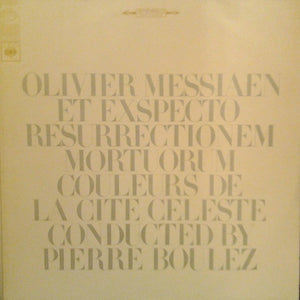 OLIVIER MESSIAEN
ET EXSPECTO
RESURRECTIONEM
MORTUORUM
COULEURS DE
LA CITE CELESTE
CONDUCTED BY
PIERRE BOULEZ